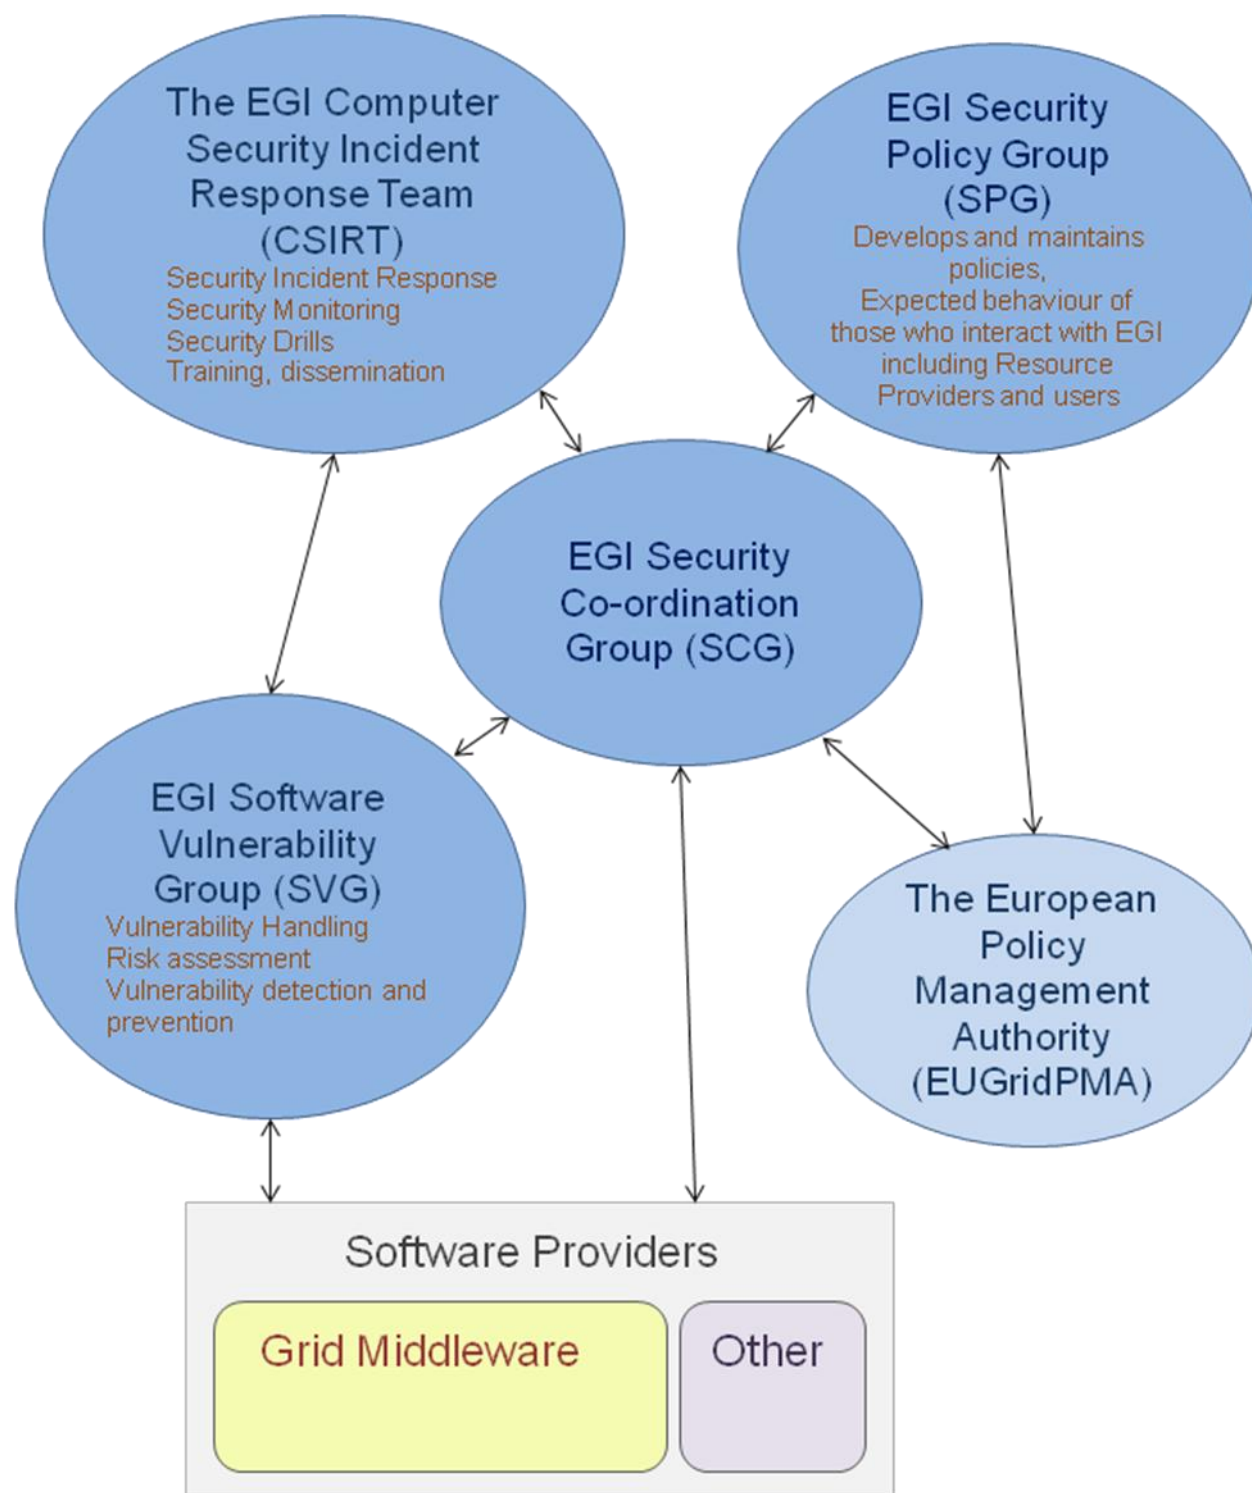 The EGI Computer
Security Incident
Response Team
(CSIRT)
Security Incident Response
Security Monitoring
Security Drills
Training, dissemination
EGI Security
Policy Group
(SPG)
Develops and maintains
policies,
Expected behaviour of
those who interact with EGI
including Resource
Providers and users
EGI Security
Co-ordination
Group (SCG)
EGI Software
Vulnerability
Group (SVG)
Vulnerability Handling
Risk assessment
Vulnerability detection and
prevention
The European
Policy
Management
Authority
(EUGridPMA)
Software Providers
Grid Middleware
Other